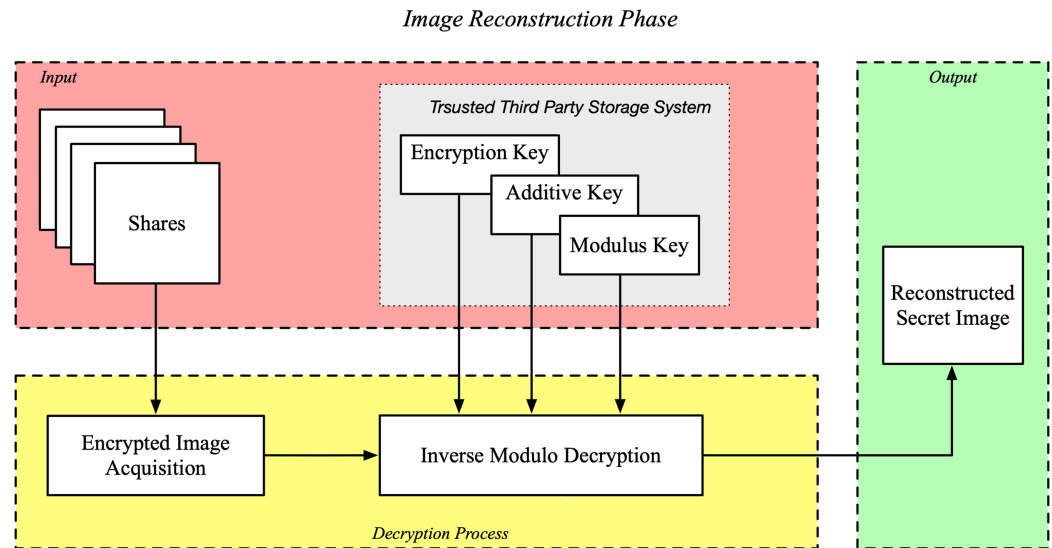 Image Reconstruction Phase
Input
Trsusted Third Party Storage System
Encryption Key
Additive Key
Modulus Key
Shares
Output
Reconstructed
Secret Image
Encrypted Image
Acquisition
Inverse Modulo Decryption
Decryption Process